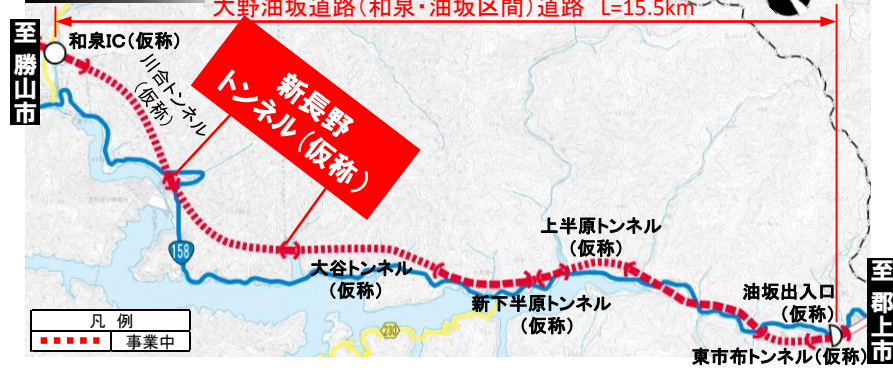 大野油坂道路(和泉・油坂区間)道路 L=15.5km
至 勝山市
和泉IC(仮称)
川合トンネル
(仮称)
新長野
トンネル(仮称)
158
大谷トンネル
(仮称)
上半原トンネル
(仮称)
新下半原トンネル
(仮称)
230
油坂出入口
(仮称)
至 郡上市
東市布トンネル(仮称)
凡 例
事業中